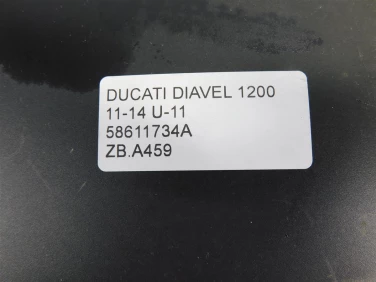 DUCATI DIAVEL 1200
11-14 U-11
58611734A
ZB.A459